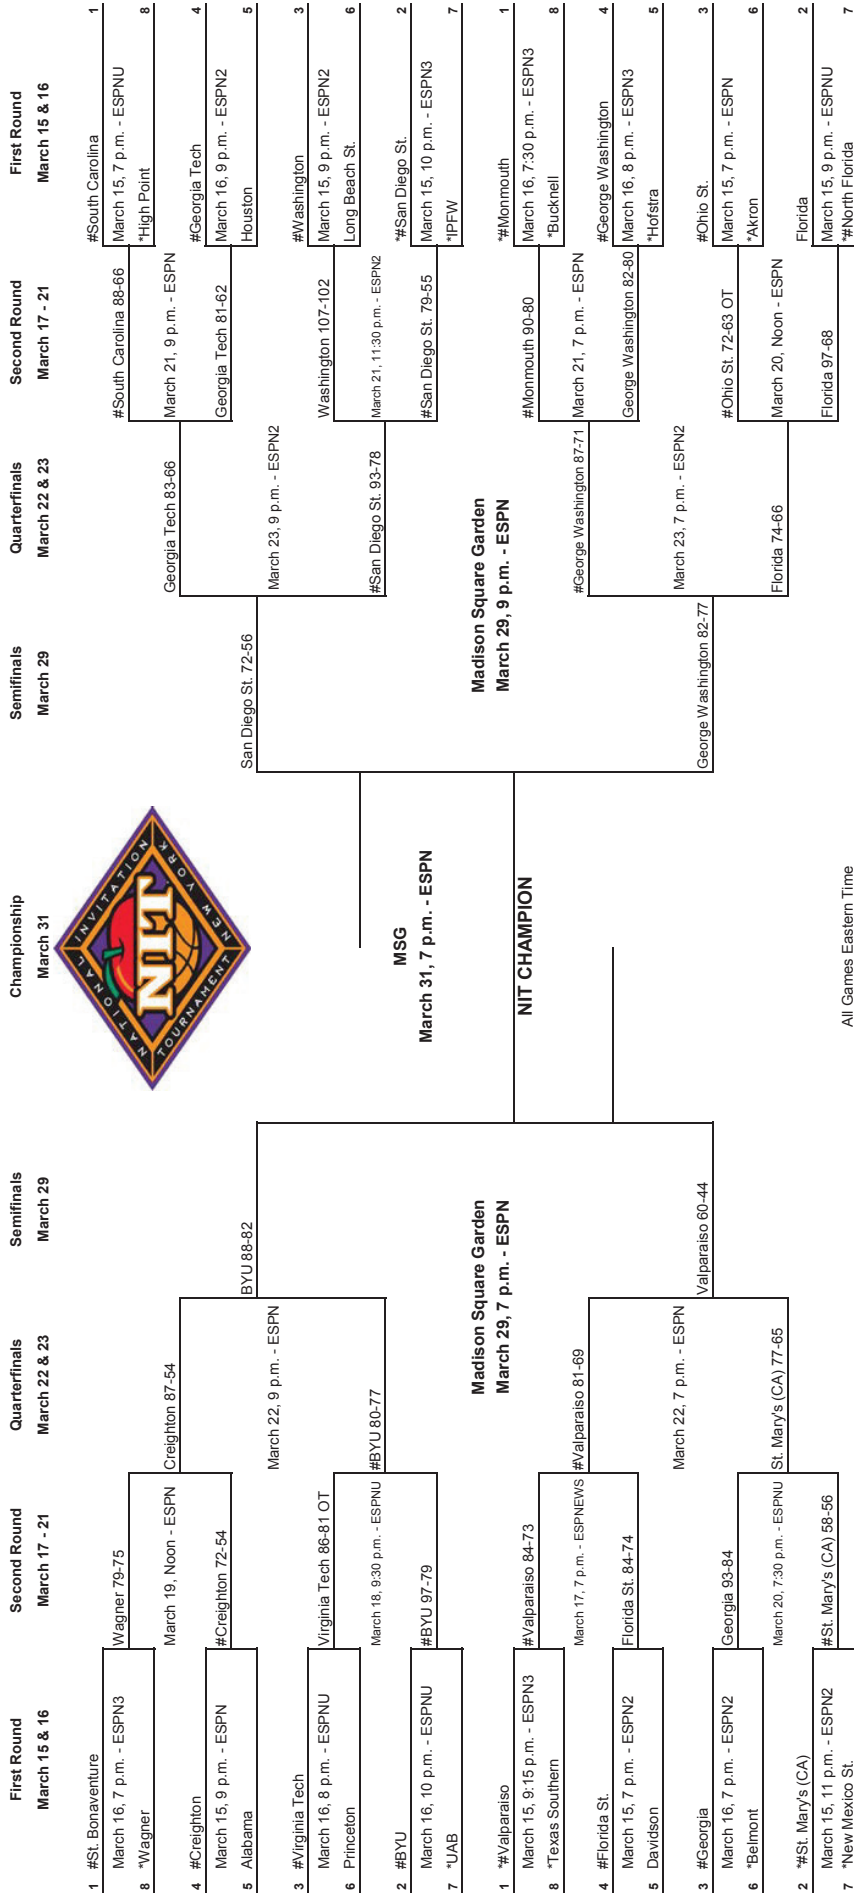 First Round
March 15 & 16
Second Round
March 17 - 21
Quarterfinals
March 22 & 23
Semifinals
March 29
Championship
March 31
Semifinals
March 29
Quarterfinals
March 22 & 23
Second Round
March 17 - 21
First Round
March 15 & 16
1 #St. Bonaventure
March 16, 7 p.m. - ESPN3
8 *Wagner
Wagner 79-75
March 19, Noon - ESPN
4 #Creighton
March 15, 9 p.m. - ESPN
5 Alabama
#Creighton 72-54
Creighton 87-54
March 22, 9 p.m. - ESPN
3 #Virginia Tech
March 16, 8 p.m. - ESPNU
6 Princeton
Virginia Tech 86-81 OT
March 18, 9:30 p.m. - ESPNU
2 #BYU
March 16, 10 p.m. - ESPNU
7 *UAB
#BYU 97-79
#BYU 80-77
BYU 88-82
Madison Square Garden
March 29, 7 p.m. - ESPN
1 *#Valparaiso
March 15, 9:15 p.m. - ESPN3
8 *Texas Southern
#Valparaiso 84-73
March 17, 7 p.m. - ESPNEWS
4 #Florida St.
March 15, 7 p.m. - ESPN2
5 Davidson
Florida St. 84-74
#Valparaiso 81-69
March 22, 7 p.m. - ESPN
3 #Georgia
March 16, 7 p.m. - ESPN2
6 *Belmont
Georgia 93-84
March 20, 7:30 p.m. - ESPNU
2 *#St. Mary's (CA)
March 15, 11 p.m. - ESPN2
7 *New Mexico St.
#St. Mary's (CA) 58-56
St. Mary's (CA) 77-65
Valparaiso 60-44
NATIONAL INVITATION
NIT
TOURNAMENT NEW YORK
MSG
March 31, 7 p.m. - ESPN
NIT CHAMPION
All Games Eastern Time
#South Carolina 1
March 15, 7 p.m. - ESPNU
*High Point 8
#South Carolina 88-66
March 21, 9 p.m. - ESPN
#Georgia Tech 4
March 16, 9 p.m. - ESPN2
Houston 5
Georgia Tech 81-62
Georgia Tech 83-66
March 23, 9 p.m. - ESPN2
#Washington 3
March 15, 9 p.m. - ESPN2
Long Beach St. 6
Washington 107-102
March 21, 11:30 p.m. - ESPN2
*#San Diego St. 2
March 15, 10 p.m. - ESPN3
*IPFW 7
#San Diego St. 79-55
#San Diego St. 93-78
San Diego St. 72-56
Madison Square Garden
March 29, 9 p.m. - ESPN
*#Monmouth 1
March 16, 7:30 p.m. - ESPN3
*Bucknell 8
#Monmouth 90-80
March 21, 7 p.m. - ESPN
#George Washington 4
March 16, 8 p.m. - ESPN3
*Hofstra 5
George Washington 82-80
#George Washington 87-71
March 23, 7 p.m. - ESPN2
#Ohio St. 3
March 15, 7 p.m. - ESPN
*Akron 6
#Ohio St. 72-63 OT
March 20, Noon - ESPN
Florida 2
March 15, 9 p.m. - ESPNU
*#North Florida 7
Florida 97-68
Florida 74-66
George Washington 82-77